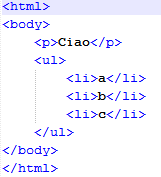 <html>
<body>
<p>Ciao</p>
<ul>
<li>a</li>
<li>b</li>
<li>c</li>
</ul>
</body>
</html>